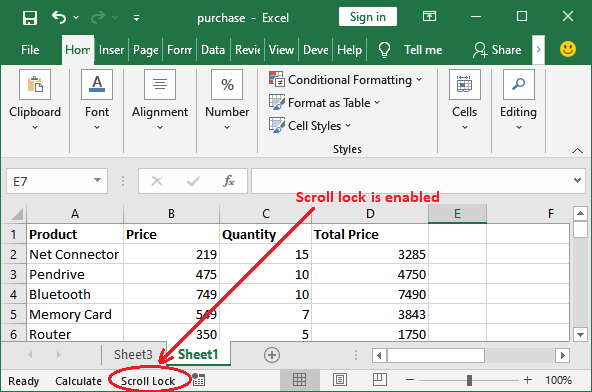 purchase - Excel
Sign in
File Hom Inser Page Forn Data Revi View Deve Help Tell me Share
Clipboard Font Alignment Number Conditional Formatting Cells Editing
Format as Table
Cell Styles
Styles
E7 fx
Scroll lock is enabled
A B C D E F
1 Product Price Quantity Total Price
2 Net Connector 219 15 3285
3 Pendrive 475 10 4750
4 Bluetooth 749 10 7490
5 Memory Card 549 7 3843
6 Router 350 5 1750
Sheet3 Sheet1
Ready Calculate Scroll Lock 100%